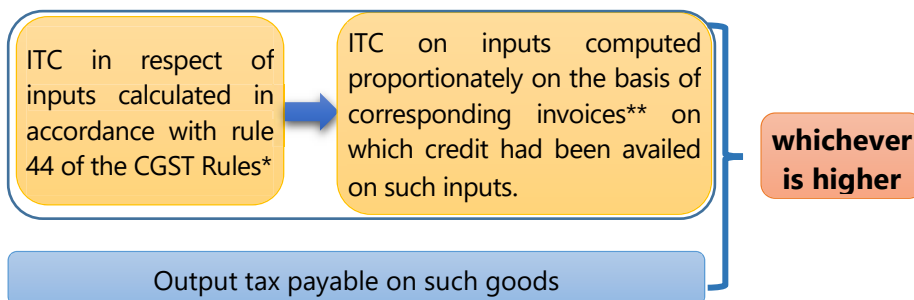 ITC in respect of
inputs calculated in
accordance with rule
44 of the CGST Rules*
ITC on inputs computed
proportionately on the basis of
corresponding invoices** on
which credit had been availed
on such inputs.
whichever
is higher
Output tax payable on such goods